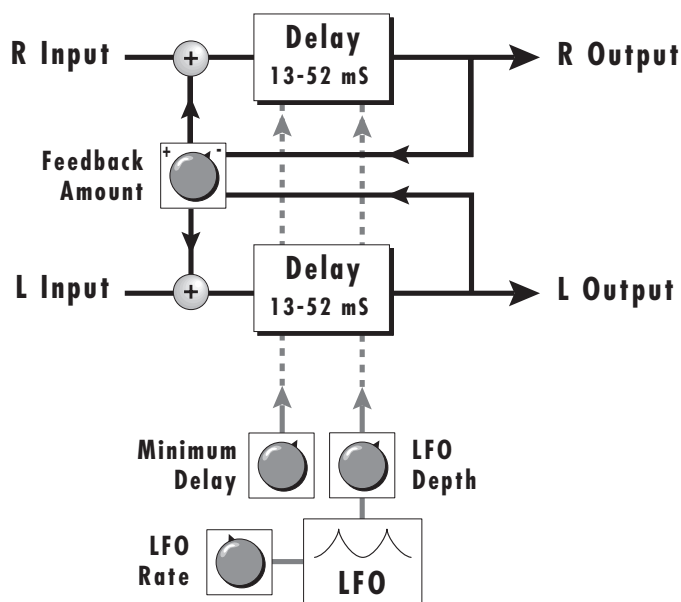 R Input
+
Delay
13-52 mS
R Output
Feedback
Amount
+ -
L Input
+
Delay
13-52 mS
L Output
Minimum
Delay
LFO
Depth
LFO
Rate
LFO